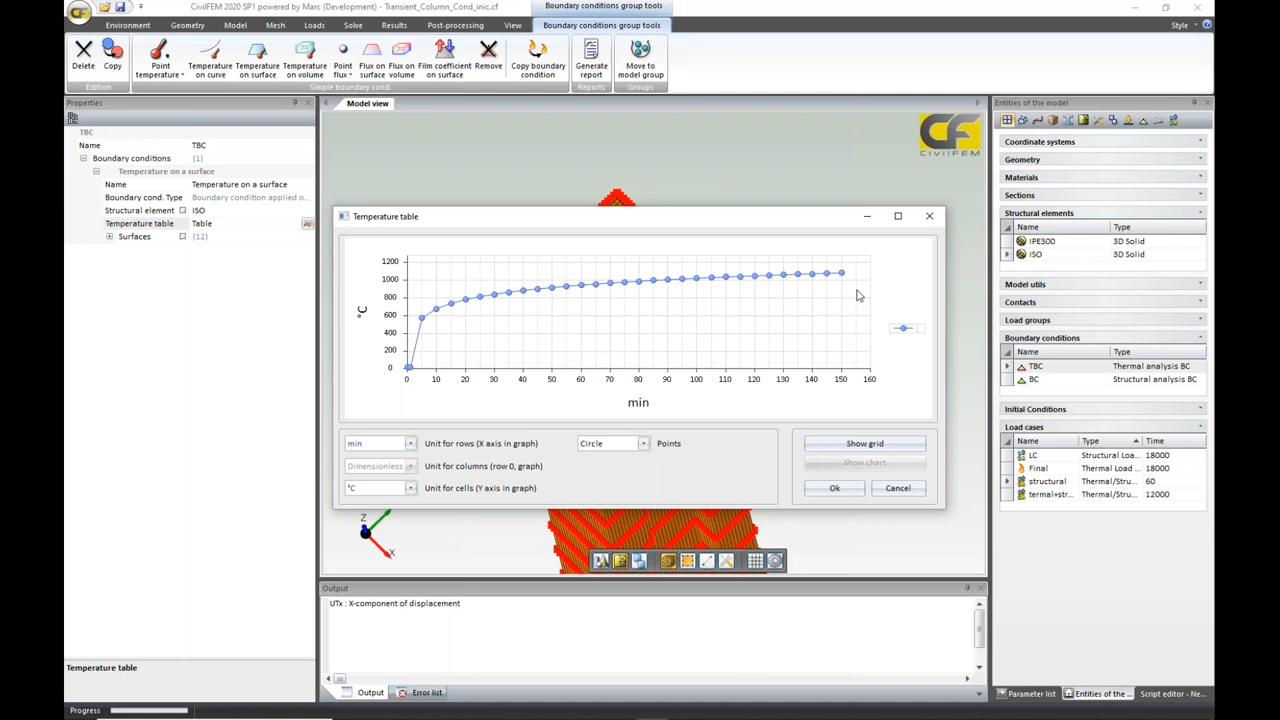 CivilFEM 2020 SP1 powered by Marc (Development) - Transient_Column_Cond_inic.cf
Boundary conditions group tools
Environment Geometry Model Mesh Loads Solve Results Post-processing View Boundary conditions group tools
Style
Delete
Copy
Point temperature
Temperature on curve
Temperature on surface
Temperature on volume
Point flux
Flux on surface
Flux on volume
Film coefficient on surface
Remove
Copy boundary condition
Generate report
Move to model group
Edition
Simple boundary cond.
Reports
Groups
Properties
TBC
Name TBC
Boundary conditions (1)
Temperature on a surface
Name Temperature on a surface
Boundary cond. Type Boundary condition applied o...
Structural element ISO
Temperature table Table
Surfaces (12)
Temperature table
Model view
CF
CIVILFEM
Temperature table
1200
1000
800
600
400
200
0
°C
0 10 20 30 40 50 60 70 80 90 100 110 120 130 140 150 160
min
min Unit for rows (X axis in graph)
Circle Points
Dimensionless Unit for columns (row 0, graph)
°C Unit for cells (Y axis in graph)
Show grid
Show chart
Ok Cancel
Z
X
Output
UTx : X-component of displacement
Output Error list
Entities of the model
Coordinate systems
Geometry
Materials
Sections
Structural elements
Name Type
IPE300 3D Solid
ISO 3D Solid
Model utils
Contacts
Load groups
Boundary conditions
Name Type
TBC Thermal analysis BC
BC Structural analysis BC
Initial Conditions
Load cases
Name Type Time
LC Structural Loa... 18000
Final Thermal Load ... 18000
structural Thermal/Stru... 60
termal+str... Thermal/Stru... 12000
Parameter list Entities of the ... Script editor - Ne...
Progress